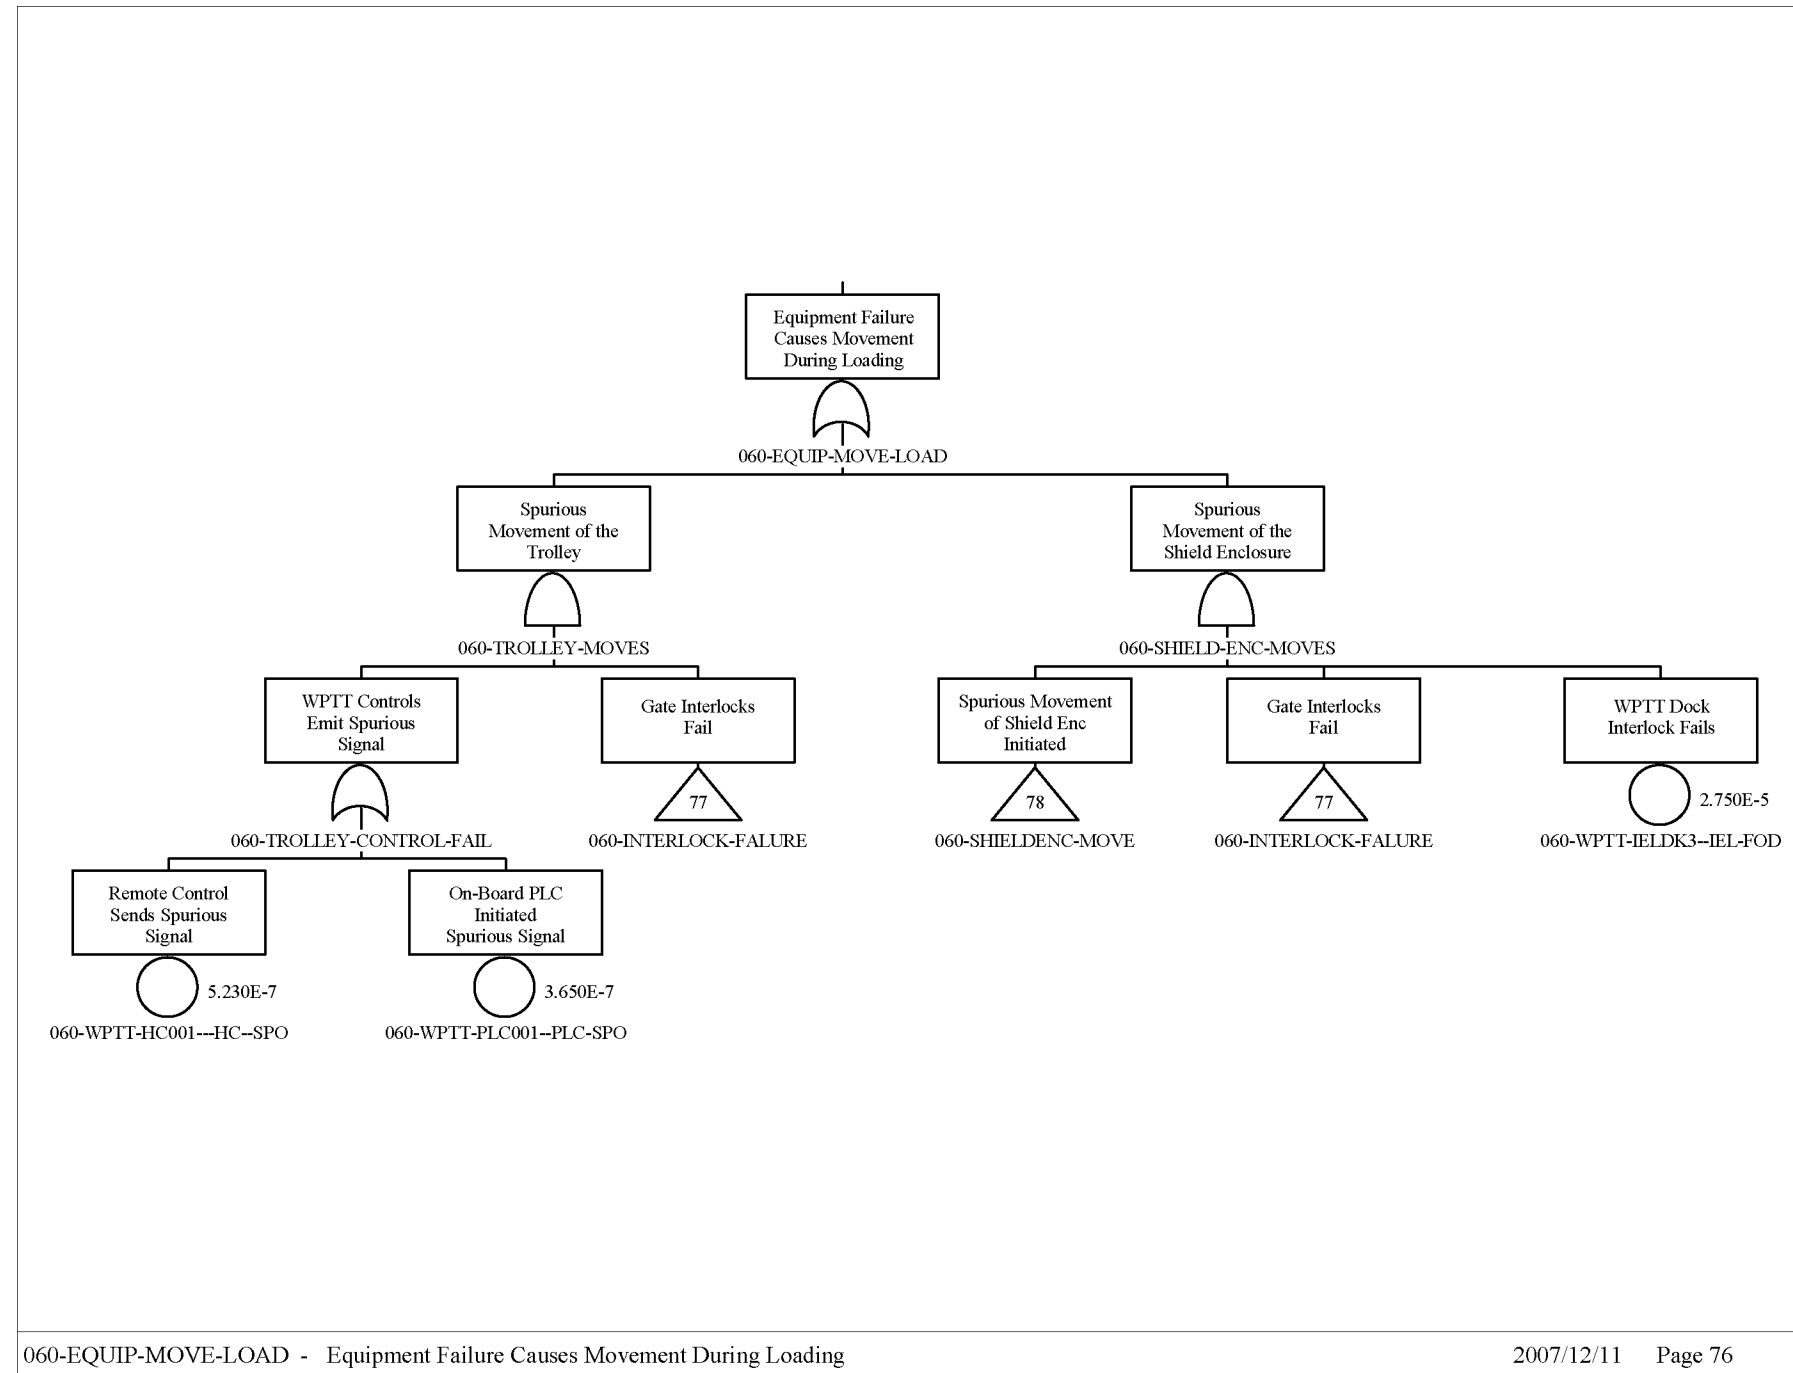 Equipment Failure
Causes Movement
During Loading
060-EQUIP-MOVE-LOAD
Spurious
Movement of the
Trolley
060-TROLLEY-MOVES
Spurious
Movement of the
Shield Enclosure
060-SHIELD-ENC-MOVES
WPTT Controls
Emit Spurious
Signal
060-TROLLEY-CONTROL-FAIL
Gate Interlocks
Fail
77
060-INTERLOCK-FALURE
Spurious Movement
of Shield Enc
Initiated
78
060-SHIELDENC-MOVE
Gate Interlocks
Fail
77
060-INTERLOCK-FALURE
WPTT Dock
Interlock Fails
2.750E-5
060-WPTT-IELDK3--IEL-FOD
Remote Control
Sends Spurious
Signal
5.230E-7
060-WPTT-HC001---HC--SPO
On-Board PLC
Initiated
Spurious Signal
3.650E-7
060-WPTT-PLC001--PLC-SPO
060-EQUIP-MOVE-LOAD - Equipment Failure Causes Movement During Loading
2007/12/11 Page 76